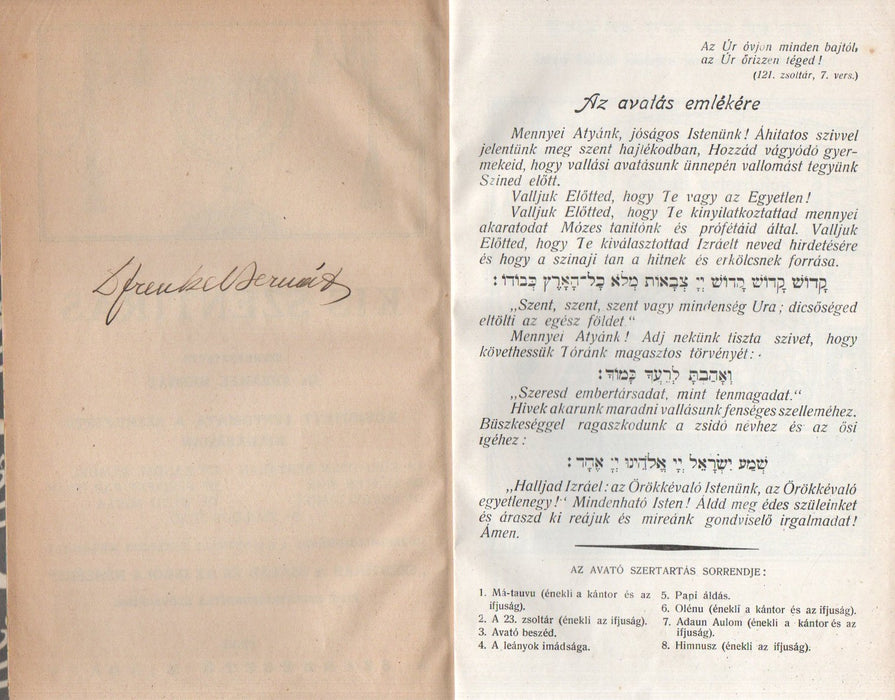 Az Úr óvjon minden bajtól,
az Úr őrizzen téged !
(121. zsoltár, 7. vers.)
Az avatás emlékére
Mennyei Atyánk, jóságos Istenünk ! Áhitatos szivvel
jelentünk meg szent hajlékodban, Hozzád vágyódó gyer-
mekeid, hogy vallási avatásunk ünnepén vallomást tegyünk
Szined előtt.
Valljuk Előtted, hogy Te vagy az Egyetlen !
Valljuk Előtted, hogy Te kinyilatkoztattad mennyei
akaratodat Mózes tanitónk és prófétáid által. Valljuk
Előtted, hogy Te kiválasztottad Izráelt neved hirdetésére
és hogy a szinaji tan a hitnek és erkölcsnek forrása.
קָדוֹשׁ קָדוֹשׁ קָדוֹשׁ יְיָ צְבָאוֹת מְלֹא כָל־הָאָרֶץ כְּבוֹדוֹ :
„Szent, szent, szent vagy mindenség Ura ; dicsőséged
eltölti az egész földet.“
Mennyei Atyánk ! Adj nekünk tiszta szivet, hogy
követhessük Tóránk magasztos törvényét :
וְאָהַבְתָּ לְרֵעֲךָ כָּמוֹךָ :
„Szeresd embertársadat, mint tenmagadat.“
Hivek akarunk maradni vallásunk fenséges szelleméhez.
Büszkeséggel ragaszkodunk a zsidó névhez és az ősi
igéhez :
שְׁמַע יִשְׂרָאֵל יְיָ אֱלֹהֵינוּ יְיָ אֶחָד :
„Halljad Izráel : az Örökkévaló Istenünk, az Örökkévaló
egyetlenegy !“ Mindenható Isten ! Áldd meg édes szüleinket
és áraszd ki reájuk és mireánk gondviselő irgalmadat !
Ámen.
AZ AVATÓ SZERTARTÁS SORRENDJE :
1. Má-tauvu (énekli a kántor és az
ifjuság).
2. A 23. zsoltár (énekli az ifjuság).
3. Avató beszéd.
4. A leányok imádsága.
5. Papi áldás.
6. Olénu (énekli a kántor és az ifjuság).
7. Adaun Aulom (énekli a kántor és az
ifjuság).
8. Himnusz (énekli az ifjuság).